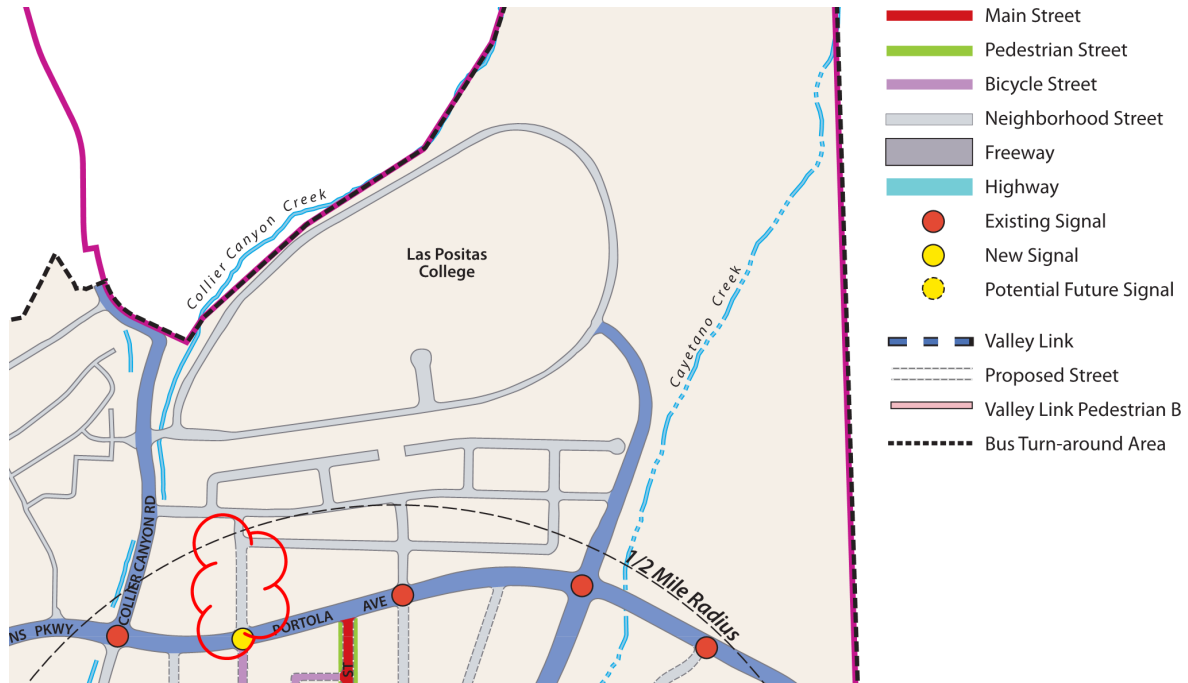 Main Street
Pedestrian Street
Bicycle Street
Neighborhood Street
Freeway
Highway
Existing Signal
New Signal
Potential Future Signal
Valley Link
Proposed Street
Valley Link Pedestrian B
Bus Turn-around Area
Collier Canyon Creek
Las Positas
College
Cayetano Creek
COLLIER CANYON RD
1/2 Mile Radius
NS PKWY
PORTOLA AVE
ST